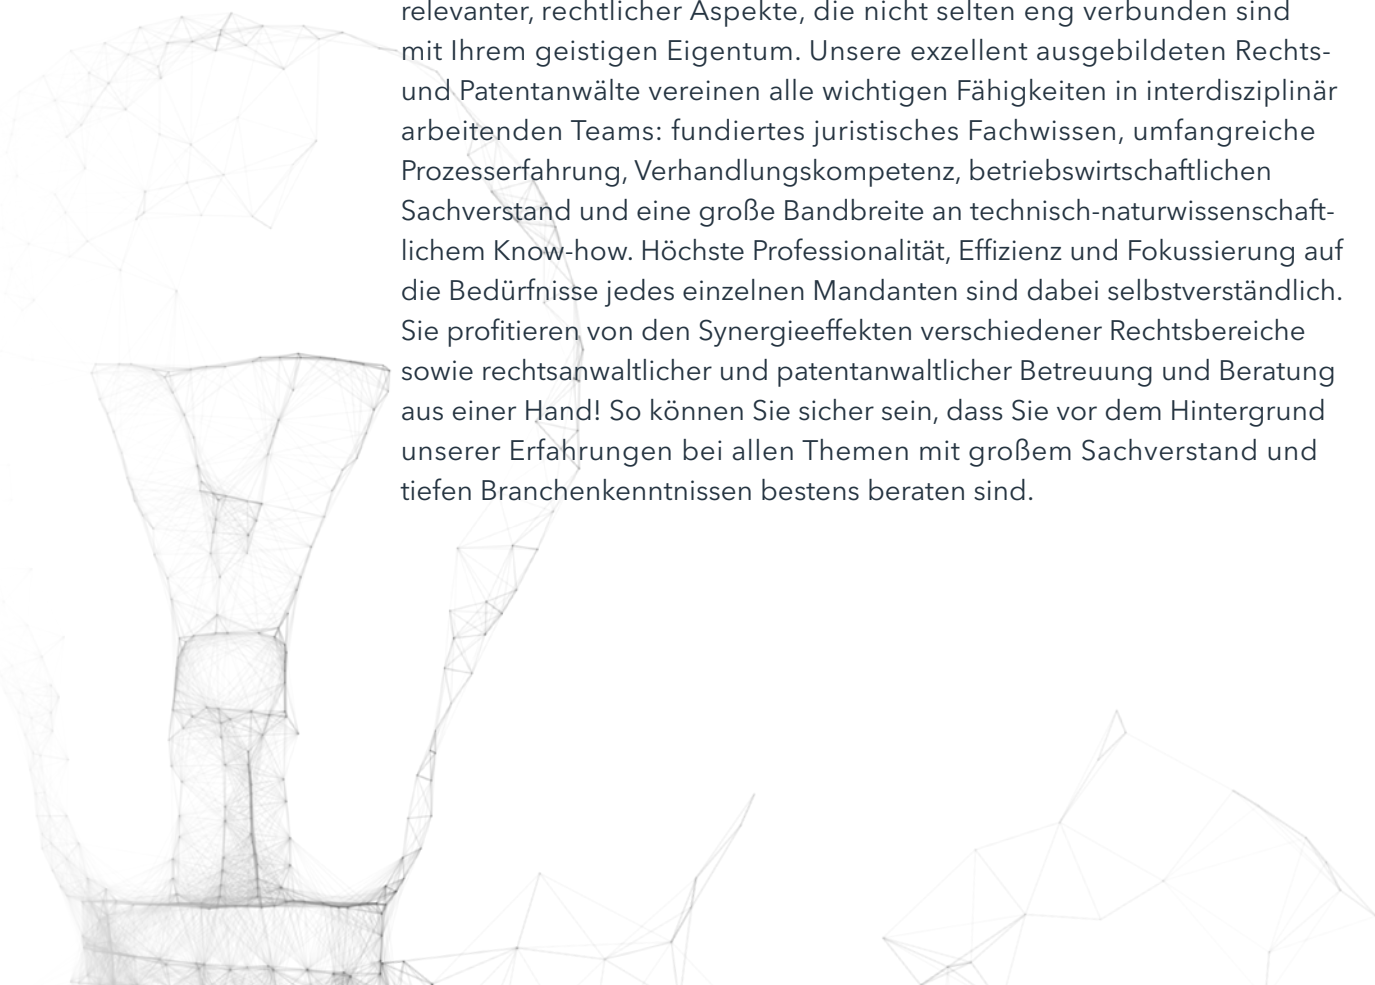 relevanter, rechtlicher Aspekte, die nicht selten eng verbunden sind
mit Ihrem geistigen Eigentum. Unsere exzellent ausgebildeten Rechts-
und Patentanwälte vereinen alle wichtigen Fähigkeiten in interdisziplinär
arbeitenden Teams: fundiertes juristisches Fachwissen, umfangreiche
Prozesserfahrung, Verhandlungskompetenz, betriebswirtschaftlichen
Sachverstand und eine große Bandbreite an technisch-naturwissenschaft-
lichem Know-how. Höchste Professionalität, Effizienz und Fokussierung auf
die Bedürfnisse jedes einzelnen Mandanten sind dabei selbstverständlich.
Sie profitieren von den Synergieeffekten verschiedener Rechtsbereiche
sowie rechtsanwaltlicher und patentanwaltlicher Betreuung und Beratung
aus einer Hand! So können Sie sicher sein, dass Sie vor dem Hintergrund
unserer Erfahrungen bei allen Themen mit großem Sachverstand und
tiefen Branchenkenntnissen bestens beraten sind.